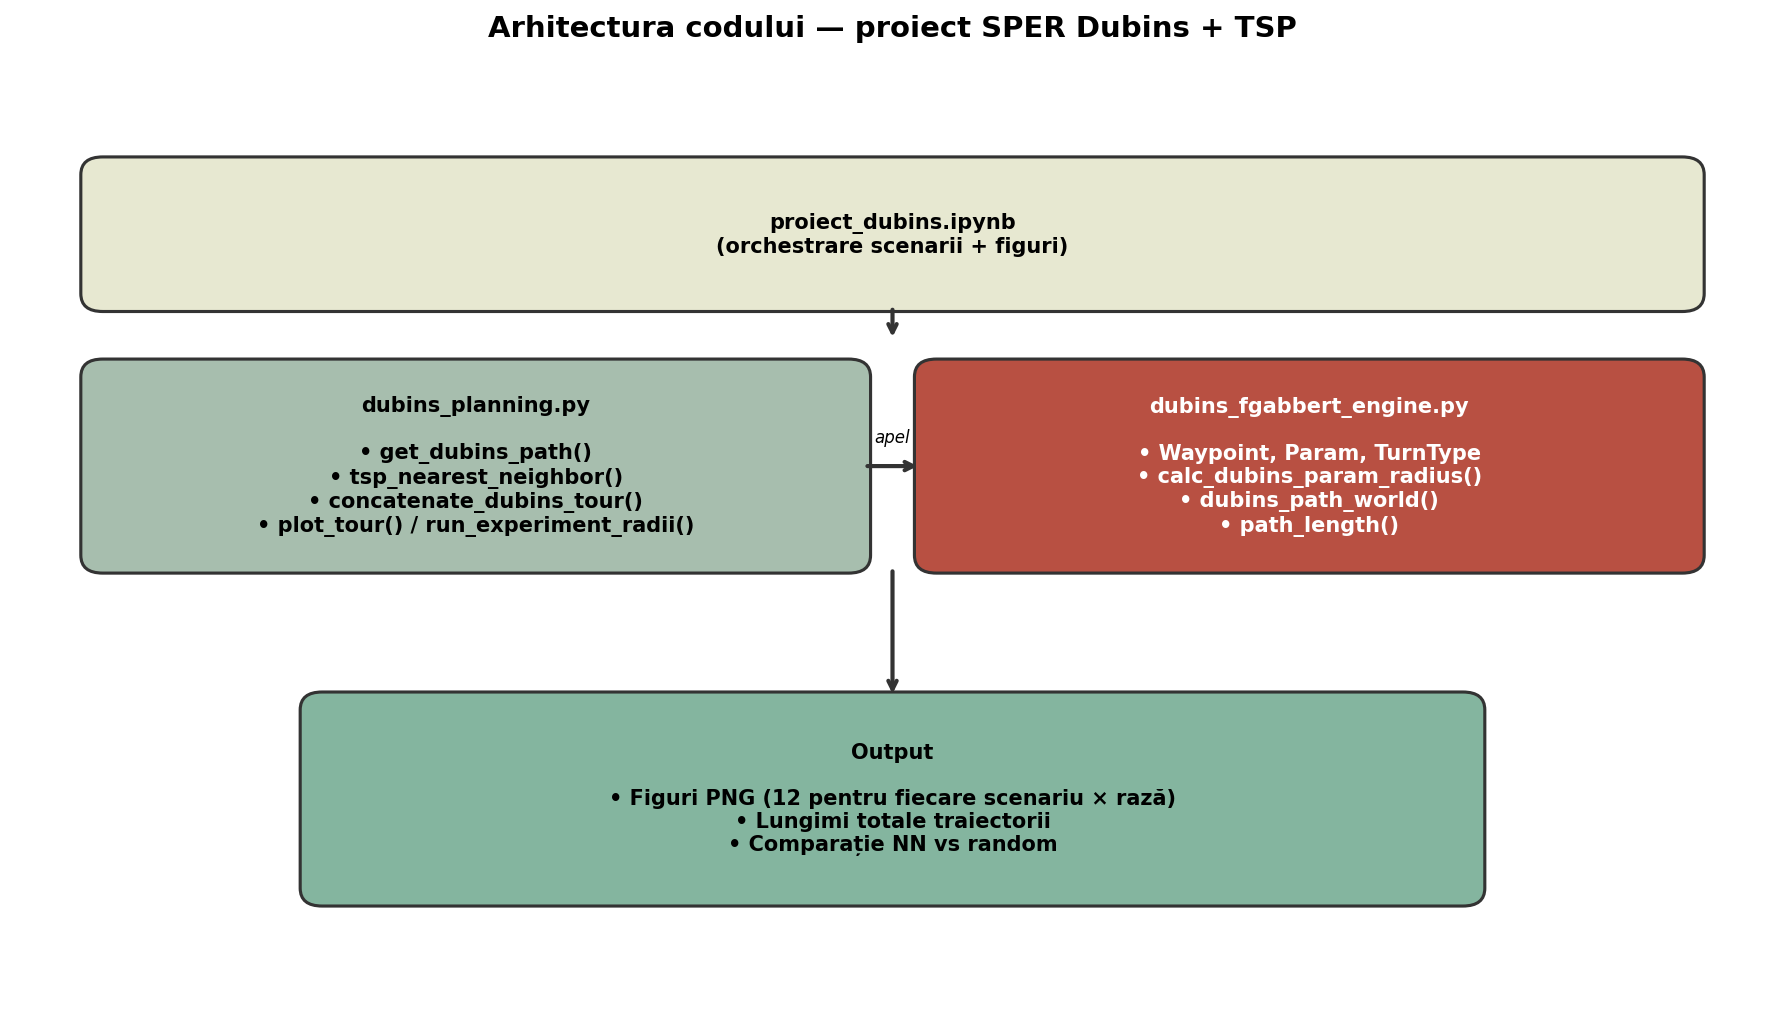 Arhitectura codului — proiect SPER Dubins + TSP
proiect_dubins.ipynb
(orchestrare scenarii + figuri)
dubins_planning.py
• get_dubins_path()
• tsp_nearest_neighbor()
• concatenate_dubins_tour()
• plot_tour() / run_experiment_radii()
apel
dubins_fgabbert_engine.py
• Waypoint, Param, TurnType
• calc_dubins_param_radius()
• dubins_path_world()
• path_length()
Output
• Figuri PNG (12 pentru fiecare scenariu × rază)
• Lungimi totale traiectorii
• Comparație NN vs random